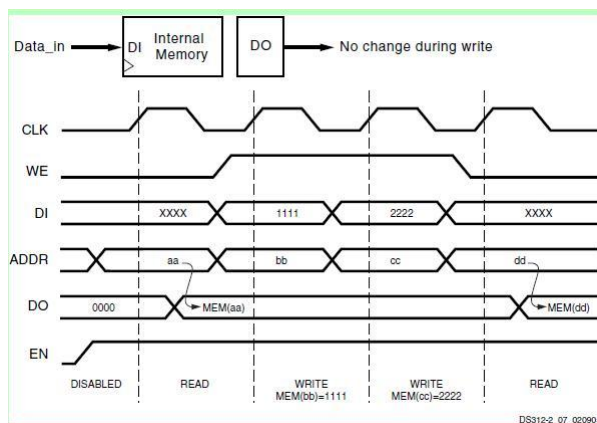 Data_in DI Internal Memory DO No change during write
CLK
WE
DI XXXX 1111 2222 XXXX
ADDR aa bb cc dd
DO 0000 MEM(aa) MEM(dd)
EN
DISABLED READ WRITE WRITE READ
MEM(bb)=1111 MEM(cc)=2222
DS312-2_07_02090